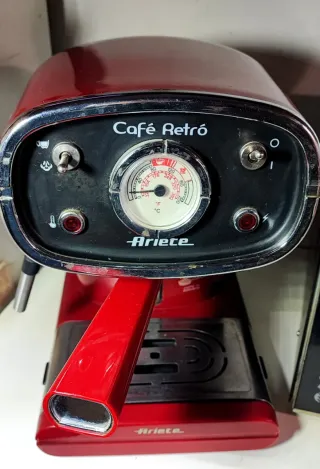 Café Retró
O
I
°F
°C
Ariete
Ariete